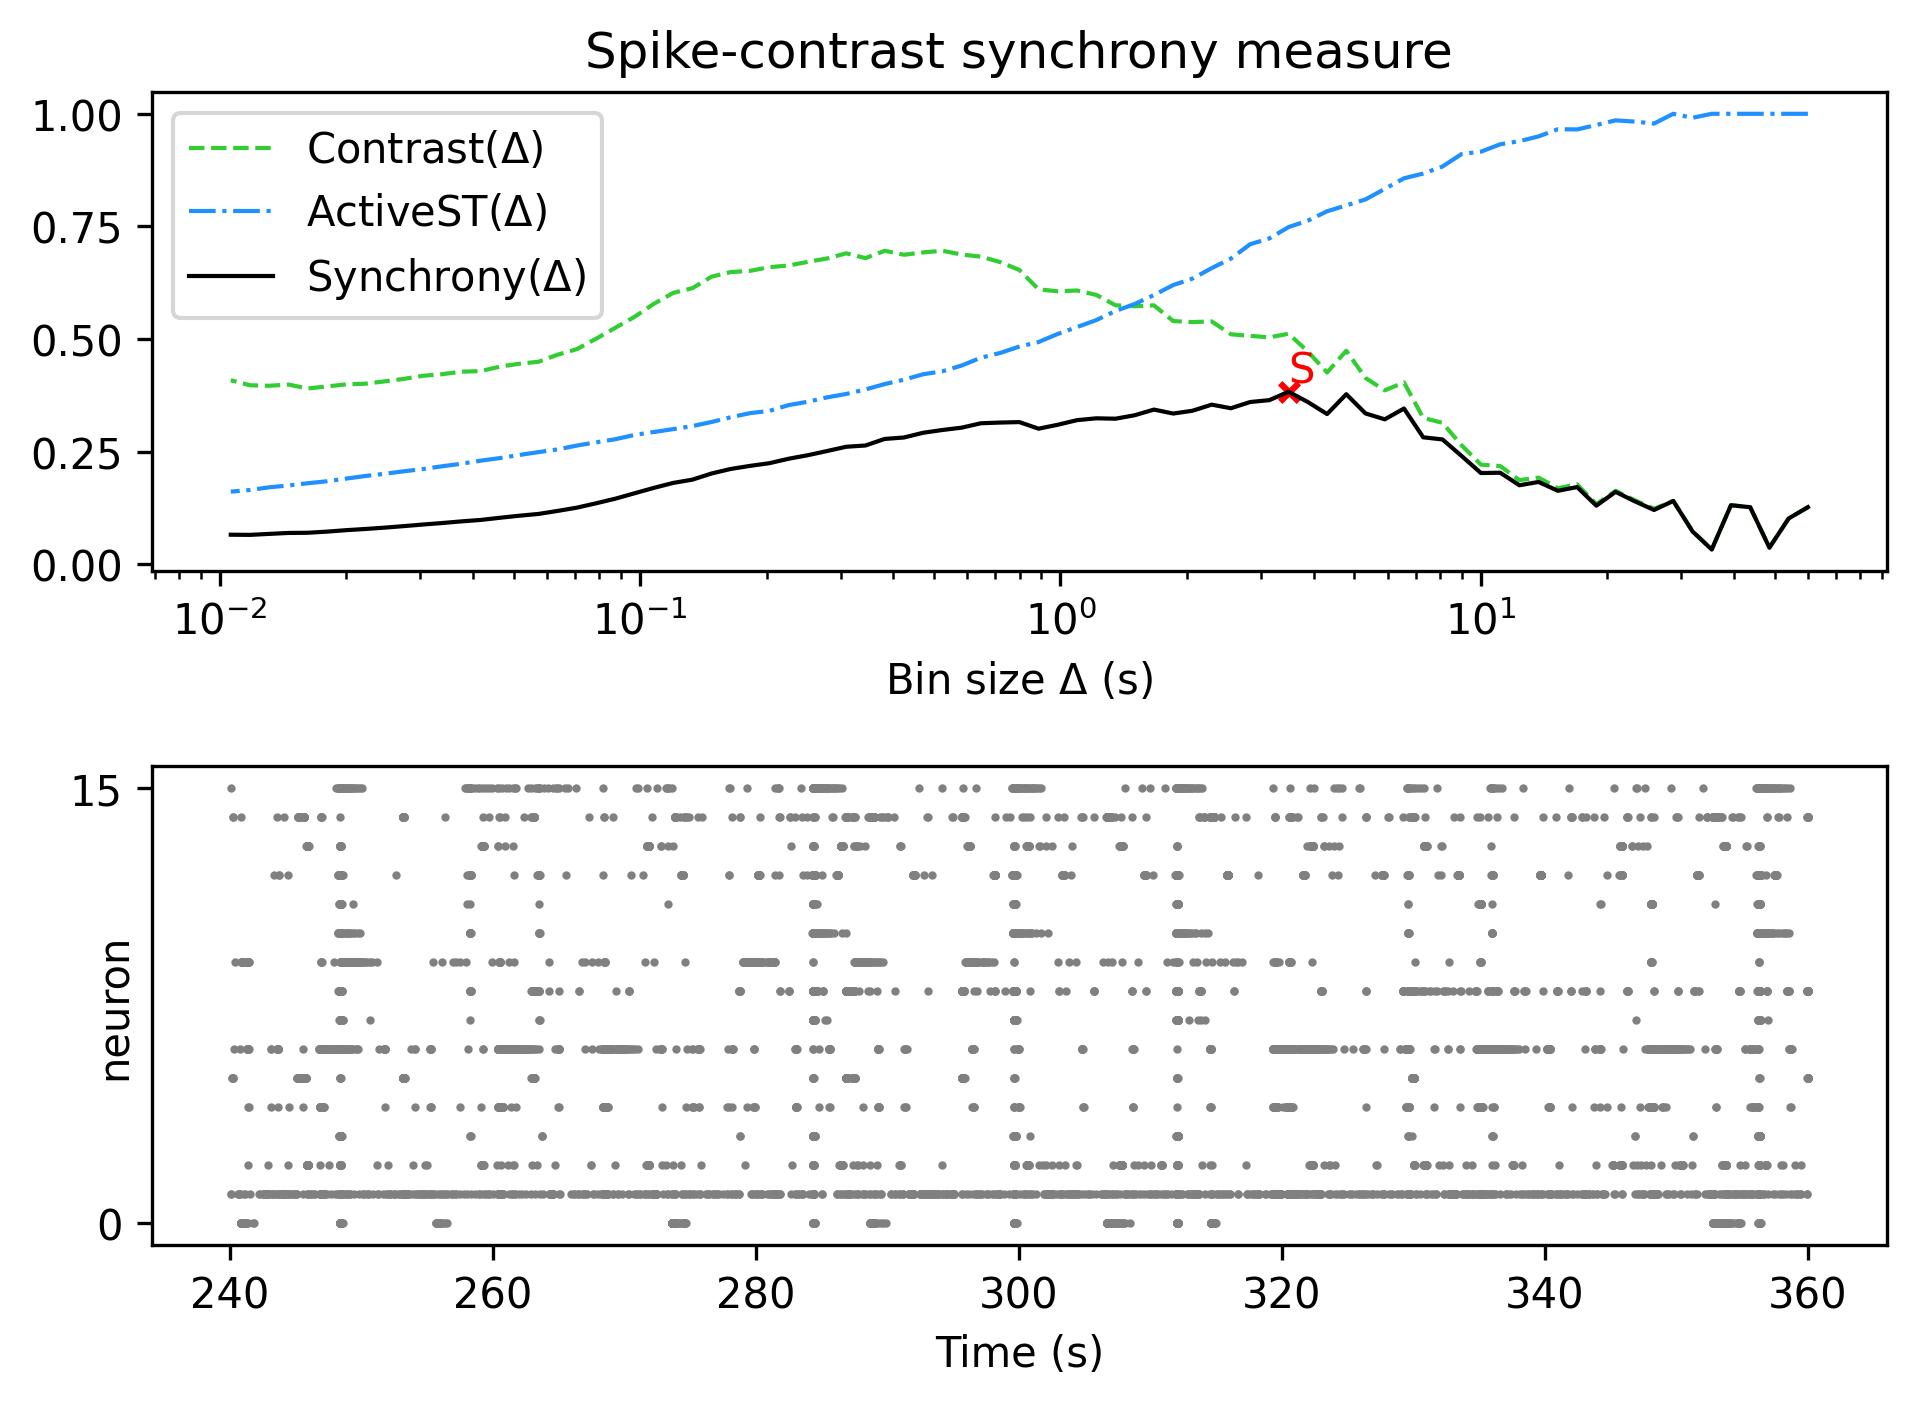 Spike-contrast synchrony measure
1.00
0.75
0.50
0.25
0.00
Contrast(Δ)
ActiveST(Δ)
Synchrony(Δ)
S
10⁻² 10⁻¹ 10⁰ 10¹
Bin size Δ (s)
15
0
neuron
240 260 280 300 320 340 360
Time (s)